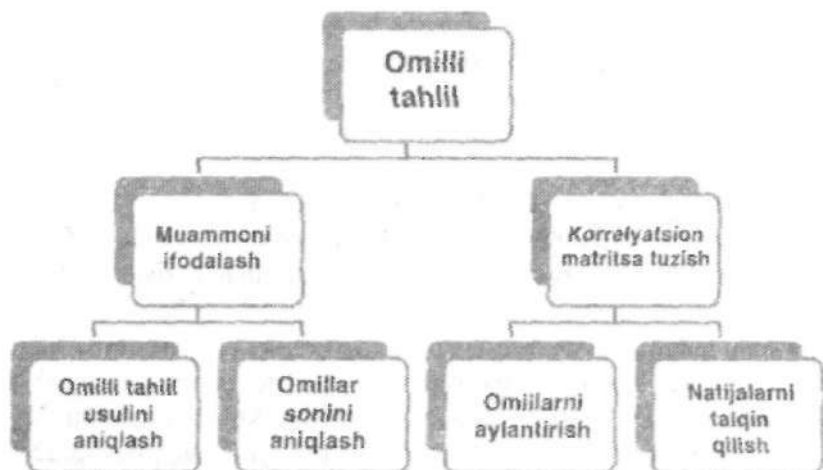 Omilli
tahlil
Muammoni
ifodalash
Korrelyatsion
matritsa tuzish
Omilli tahlil
usulini
aniqlash
Omillar
sonini
aniqlash
Omillarni
aylantirish
Natijalarni
talqin
qilish